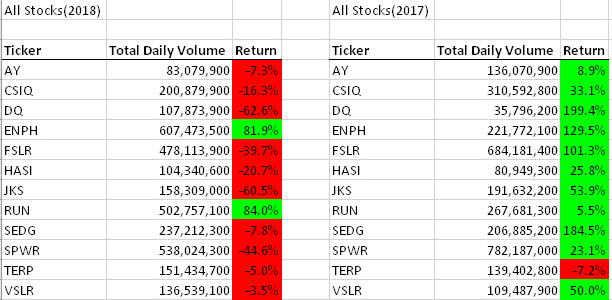 All Stocks(2018) All Stocks(2017)
Ticker Total Daily Volume Return Ticker Total Daily Volume Return
AY 83,079,900 -7.3% AY 136,070,900 8.9%
CSIQ 200,879,900 -16.3% CSIQ 310,592,800 33.1%
DQ 107,873,900 -62.6% DQ 35,796,200 199.4%
ENPH 607,473,500 81.9% ENPH 221,772,100 129.5%
FSLR 478,113,900 -39.7% FSLR 684,181,400 101.3%
HASI 104,340,600 -20.7% HASI 80,949,300 25.8%
JKS 158,309,000 -60.5% JKS 191,632,200 53.9%
RUN 502,757,100 84.0% RUN 267,681,300 5.5%
SEDG 237,212,300 -7.8% SEDG 206,885,200 184.5%
SPWR 538,024,300 -44.6% SPWR 782,187,000 23.1%
TERP 151,434,700 -5.0% TERP 139,402,800 -7.2%
VSLR 136,539,100 -3.5% VSLR 109,487,900 50.0%